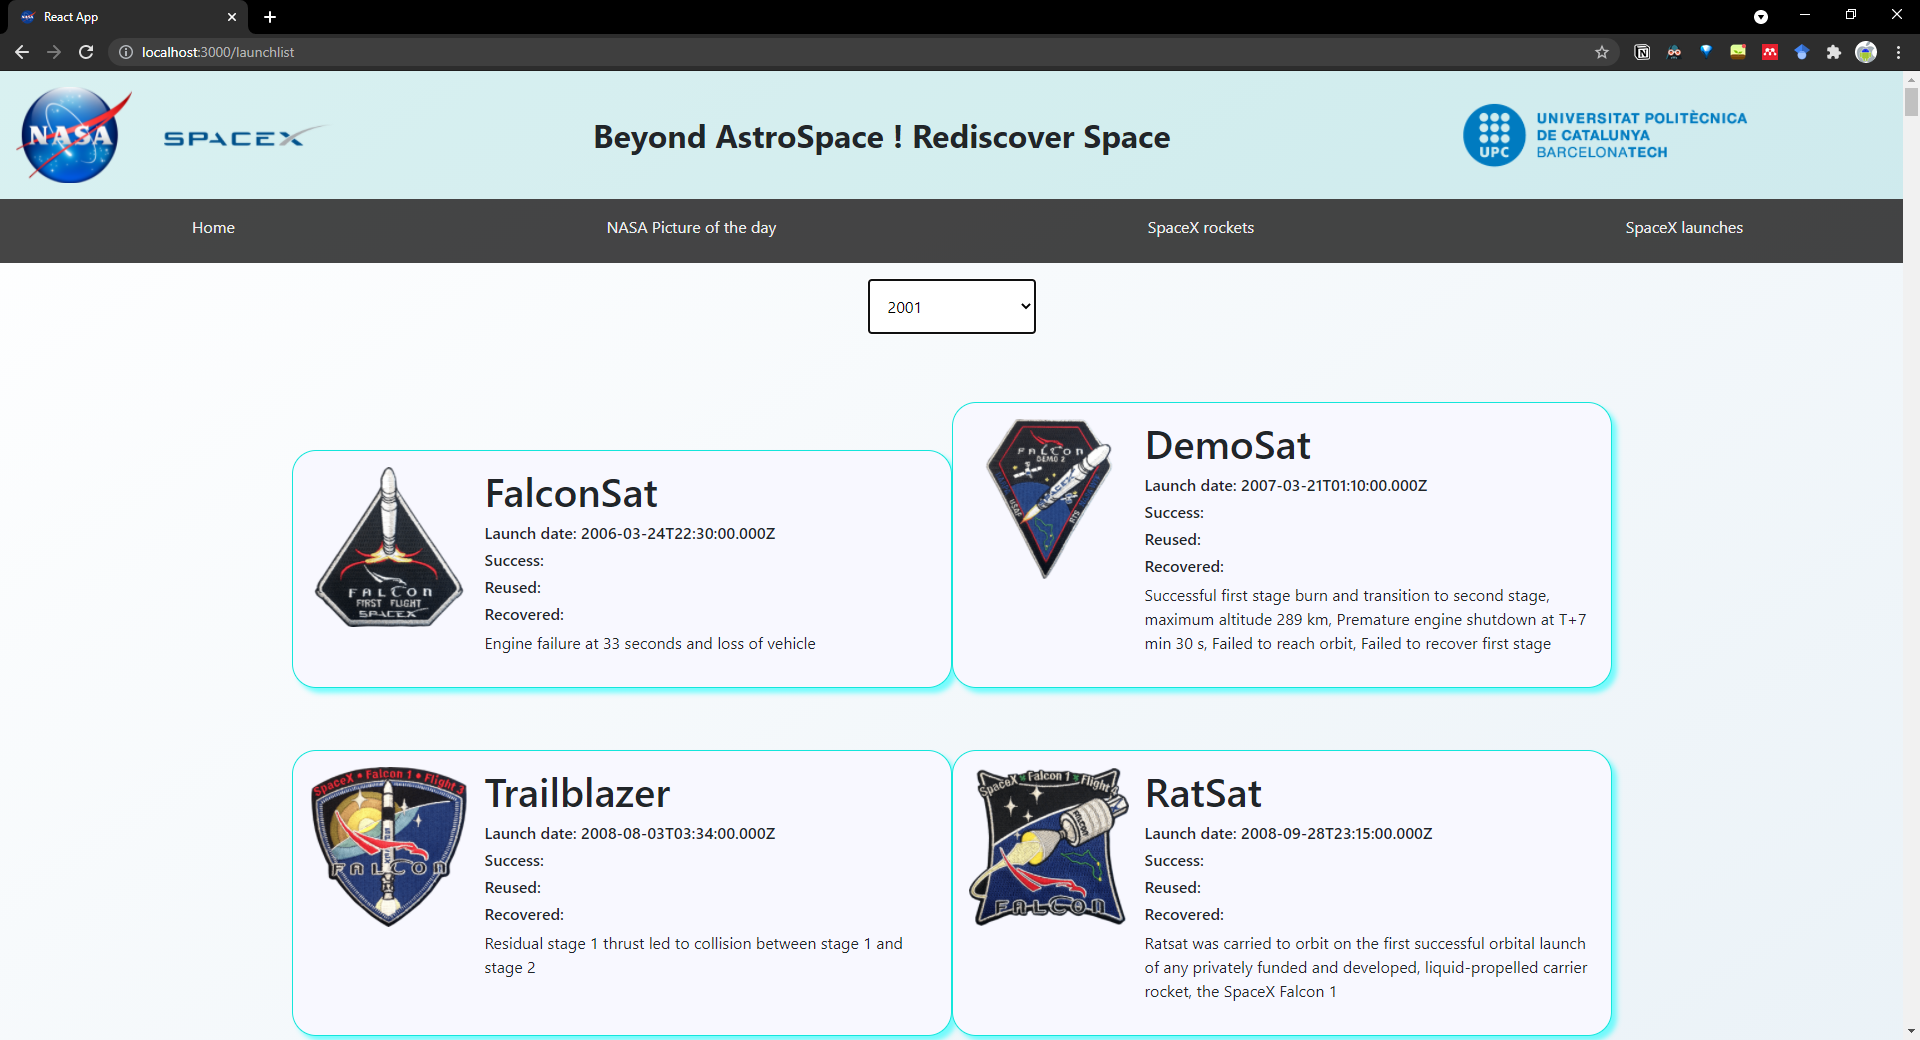 React App
localhost:3000/launchlist
NASA
SPACEX
Beyond AstroSpace ! Rediscover Space
UPC
UNIVERSITAT POLITÈCNICA
DE CATALUNYA
BARCELONATECH
Home
NASA Picture of the day
SpaceX rockets
SpaceX launches
2001
FALCON
FIRST FLIGHT
SPACEX
FalconSat
Launch date: 2006-03-24T22:30:00.000Z
Success:
Reused:
Recovered:
Engine failure at 33 seconds and loss of vehicle
FALCON
DEMO 2
SPACEX
DemoSat
Launch date: 2007-03-21T01:10:00.000Z
Success:
Reused:
Recovered:
Successful first stage burn and transition to second stage,
maximum altitude 289 km, Premature engine shutdown at T+7
min 30 s, Failed to reach orbit, Failed to recover first stage
SpaceX • Falcon 1 • Flight 3
FALCON
Trailblazer
Launch date: 2008-08-03T03:34:00.000Z
Success:
Reused:
Recovered:
Residual stage 1 thrust led to collision between stage 1 and
stage 2
SpaceX Falcon 1 Flight 4
FALCON
RatSat
Launch date: 2008-09-28T23:15:00.000Z
Success:
Reused:
Recovered:
Ratsat was carried to orbit on the first successful orbital launch
of any privately funded and developed, liquid-propelled carrier
rocket, the SpaceX Falcon 1